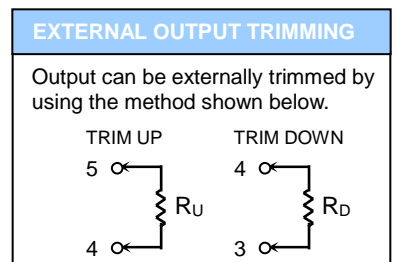 EXTERNAL OUTPUT TRIMMING
Output can be externally trimmed by
using the method shown below.
TRIM UP TRIM DOWN
5 4
RU RD
4 3